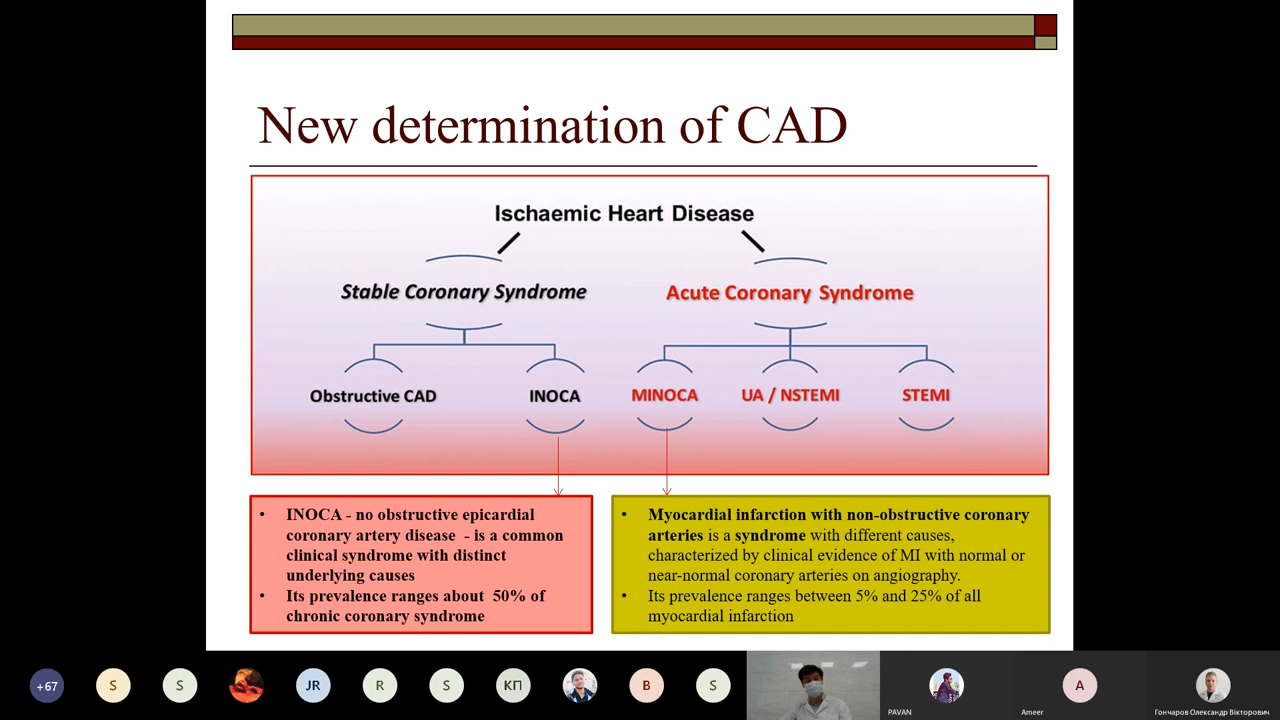 New determination of CAD
Ischaemic Heart Disease
Stable Coronary Syndrome
Acute Coronary Syndrome
Obstructive CAD
INOCA
MINOCA
UA / NSTEMI
STEMI
• INOCA - no obstructive epicardial
coronary artery disease - is a common
clinical syndrome with distinct
underlying causes
• Its prevalence ranges about 50% of
chronic coronary syndrome
• Myocardial infarction with non-obstructive coronary
arteries is a syndrome with different causes,
characterized by clinical evidence of MI with normal or
near-normal coronary arteries on angiography.
• Its prevalence ranges between 5% and 25% of all
myocardial infarction
+67
S
S
JR
R
S
КП
B
S
PAVAN
A
Ameer
Гончаров Олександр Вікторович